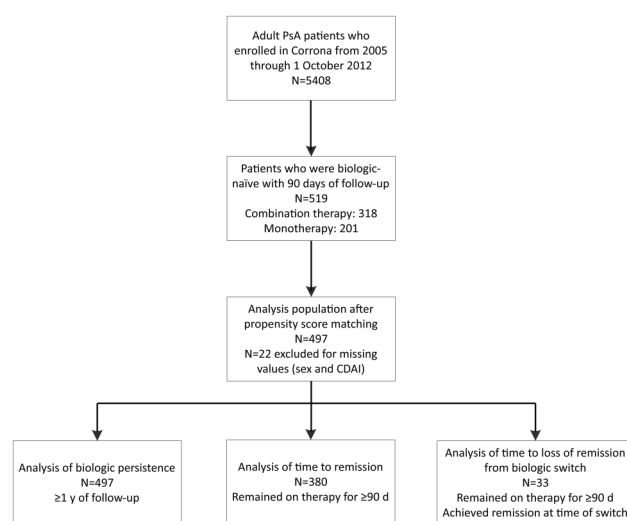 Adult PsA patients who
enrolled in Corrona from 2005
through 1 October 2012
N=5408
Patients who were biologic-
naïve with 90 days of follow-up
N=519
Combination therapy: 318
Monotherapy: 201
Analysis population after
propensity score matching
N=497
N=22 excluded for missing
values (sex and CDAI)
Analysis of biologic persistence
N=497
≥1 y of follow-up
Analysis of time to remission
N=380
Remained on therapy for ≥90 d
Analysis of time to loss of remission
from biologic switch
N=33
Remained on therapy for ≥90 d
Achieved remission at time of switch